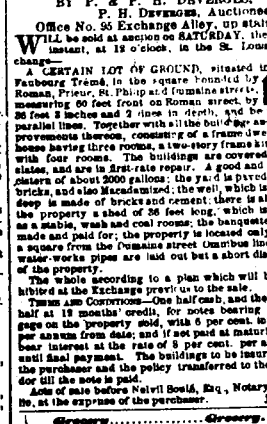 BY P. & P. H. DEVERGES,
P. H. DEVERGES, Auctioneer
Office No. 95 Exchange Alley, up stairs
WILL be sold at auction on SATURDAY, the
instant, at 12 o'clock, in the St. Louis
change—
A CERTAIN LOT OF GROUND, situated in
Faubourg Trémé, in the square bounded by
Roman, Prieur, St. Philip and Dumaine streets,
measuring 60 feet front on Roman street, by
36 feet 3 inches and 2 lines in depth, and be
parallel lines. Together with all the buildings and
provements thereon, consisting of a frame dwe
house having three rooms, a two-story frame kit
with four rooms. The buildings are covered
slates, and are in first-rate repair. A good and
cistern of about 2000 gallons; the yard is paved
bricks, and also Macadamized; the well, which is
deep is made of bricks and cement; there is al
the property a shed of 36 feet long, which is
as a stable, wash and coal rooms; the banquette
made and paid for; the property is located only
a square from the Dumaine street Omnibus line
water-works pipes are laid out but a short dis
of the property.
The whole according to a plan which will b
hibited at the Exchange previous to the sale.
TERMS AND CONDITIONS—One half cash, and the
half at 12 months' credit, for notes bearing
gage on the property sold, with 6 per cent. in
per annum from date; and if not paid at maturi
bear interest at the rate of 8 per cent. per a
until final payment. The buildings to be insur
the purchaser and the policy transferred to the
dor till the note is paid.
Acts of sale before Nelvil Soulé, Esq., Notary
lic, at the expense of the purchaser.
Grocery Grocery.